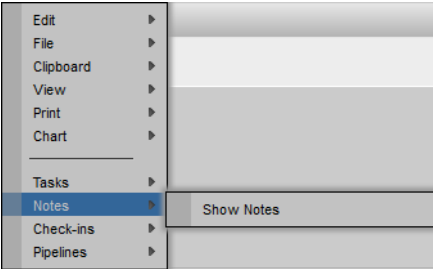 Edit
File
Clipboard
View
Print
Chart
Tasks
Notes
Show Notes
Check-ins
Pipelines